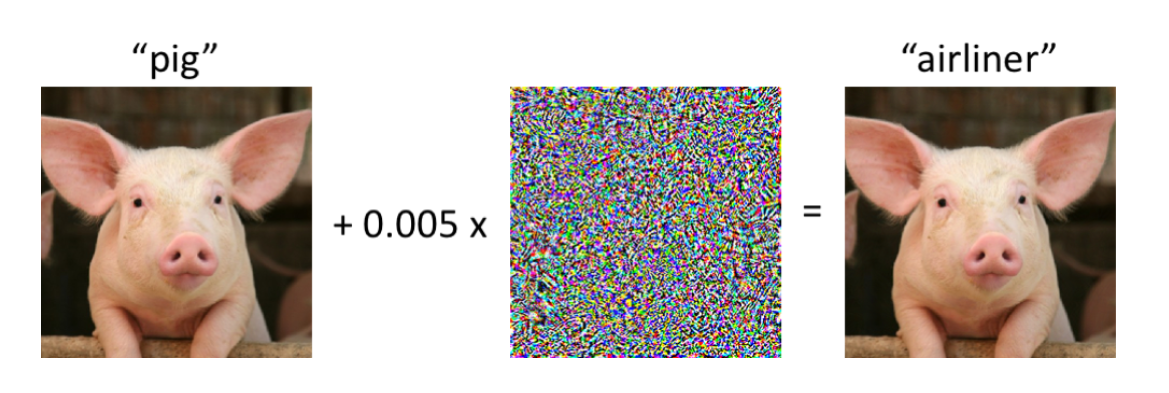 “pig”
“airliner”
+ 0.005 x
=